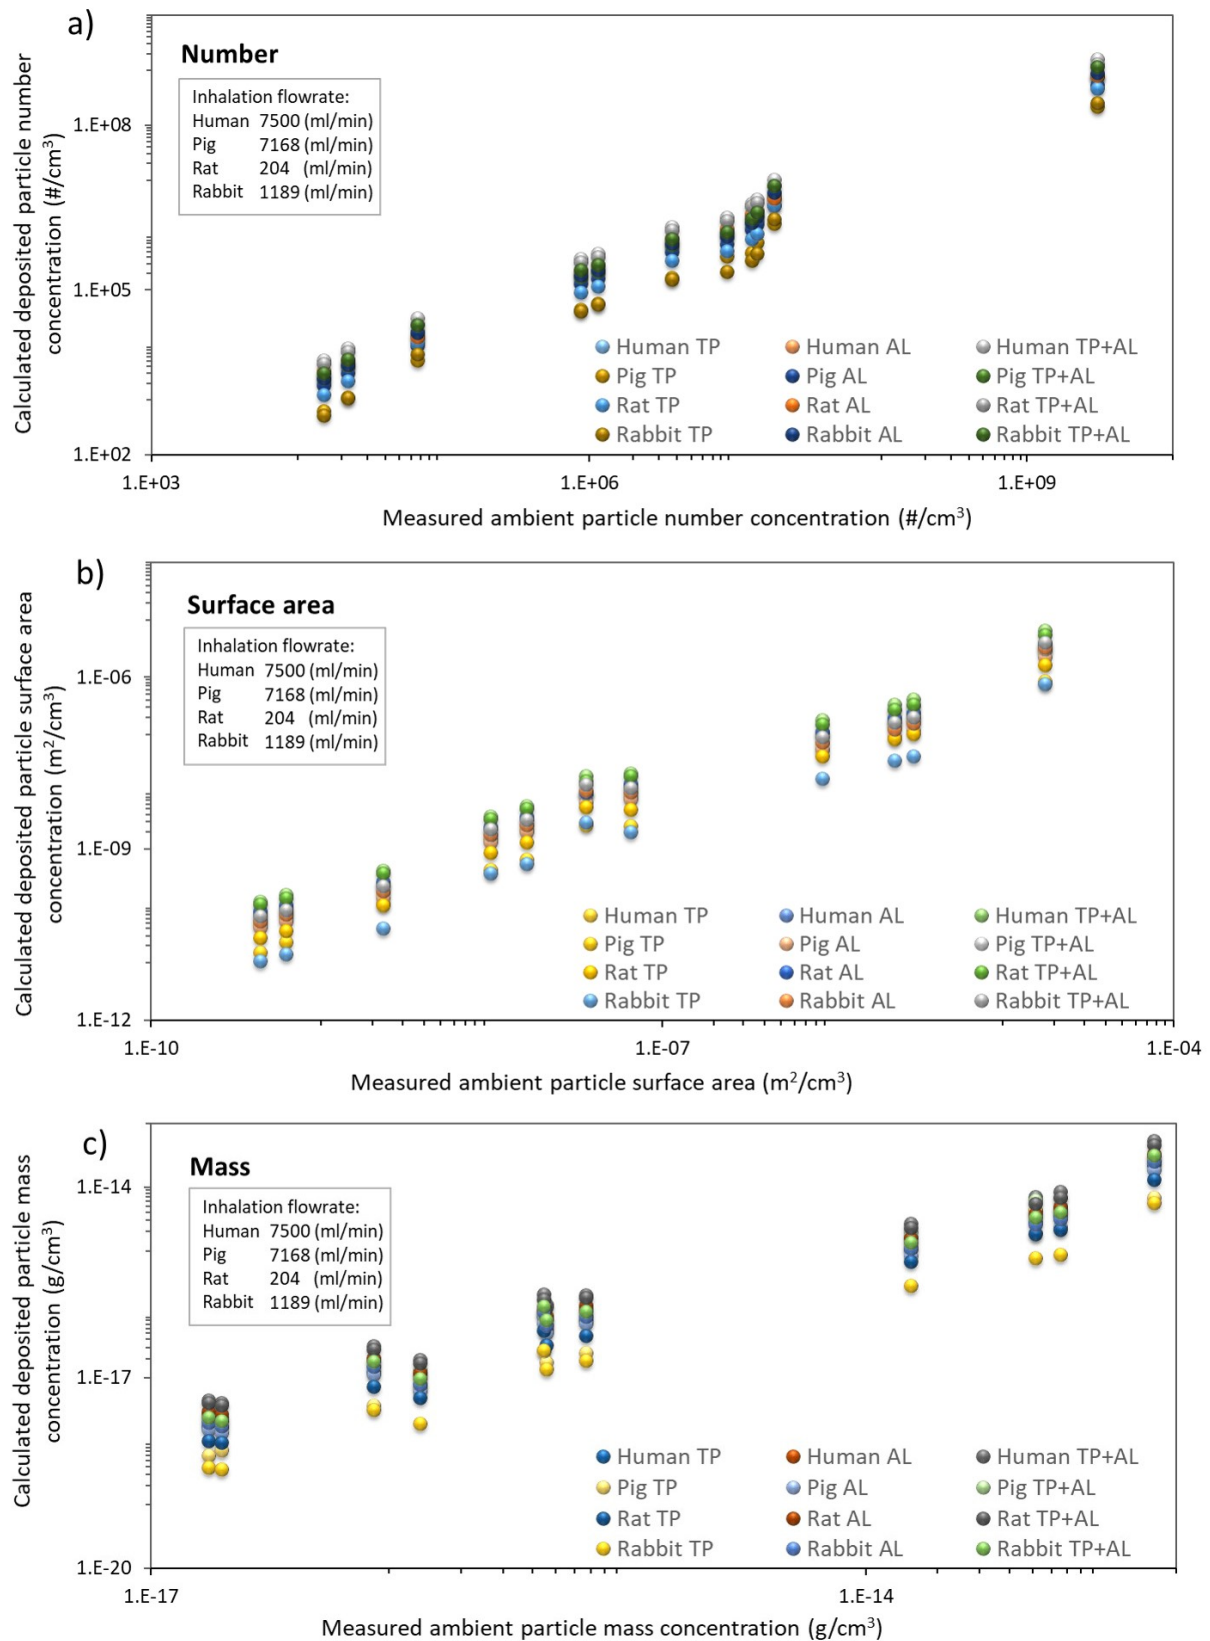 a)
Number
Inhalation flowrate:
Human 7500 (ml/min)
Pig 7168 (ml/min)
Rat 204 (ml/min)
Rabbit 1189 (ml/min)
Calculated deposited particle number
concentration (#/cm³)
1.E+08
1.E+05
1.E+02
Human TP Human AL Human TP+AL
Pig TP Pig AL Pig TP+AL
Rat TP Rat AL Rat TP+AL
Rabbit TP Rabbit AL Rabbit TP+AL
1.E+03 1.E+06 1.E+09
Measured ambient particle number concentration (#/cm³)
b)
Surface area
Inhalation flowrate:
Human 7500 (ml/min)
Pig 7168 (ml/min)
Rat 204 (ml/min)
Rabbit 1189 (ml/min)
Calculated deposited particle surface area
concentration (m²/cm³)
1.E-06
1.E-09
1.E-12
Human TP Human AL Human TP+AL
Pig TP Pig AL Pig TP+AL
Rat TP Rat AL Rat TP+AL
Rabbit TP Rabbit AL Rabbit TP+AL
1.E-10 1.E-07 1.E-04
Measured ambient particle surface area (m²/cm³)
c)
Mass
Inhalation flowrate:
Human 7500 (ml/min)
Pig 7168 (ml/min)
Rat 204 (ml/min)
Rabbit 1189 (ml/min)
Calculated deposited particle mass
concentration (g/cm³)
1.E-14
1.E-17
1.E-20
Human TP Human AL Human TP+AL
Pig TP Pig AL Pig TP+AL
Rat TP Rat AL Rat TP+AL
Rabbit TP Rabbit AL Rabbit TP+AL
1.E-17 1.E-14
Measured ambient particle mass concentration (g/cm³)